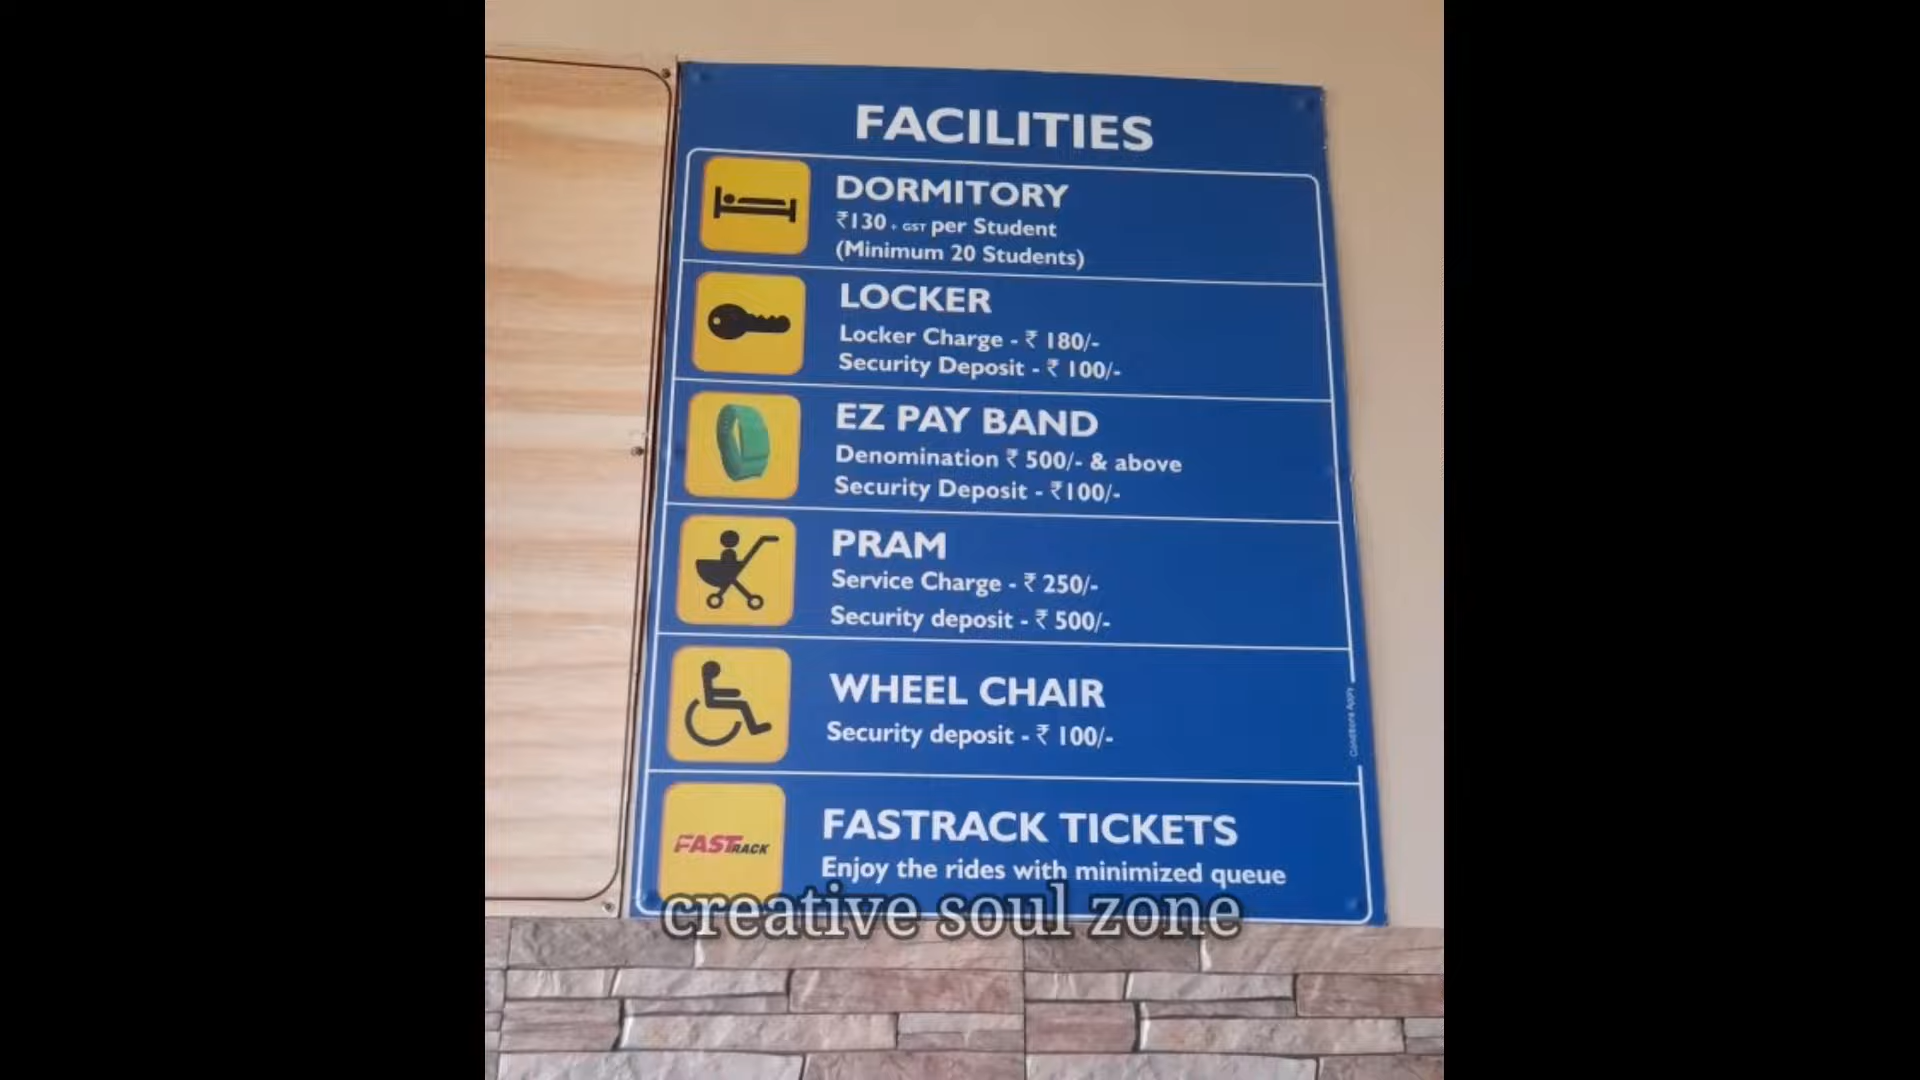 FACILITIES
DORMITORY
₹130 + GST per Student
(Minimum 20 Students)
LOCKER
Locker Charge - ₹ 180/-
Security Deposit - ₹ 100/-
EZ PAY BAND
Denomination ₹ 500/- & above
Security Deposit - ₹100/-
PRAM
Service Charge - ₹ 250/-
Security deposit - ₹ 500/-
WHEEL CHAIR
Security deposit - ₹ 100/-
Conditions Apply
FASTRACK
FASTRACK TICKETS
Enjoy the rides with minimized queue
creative soul zone